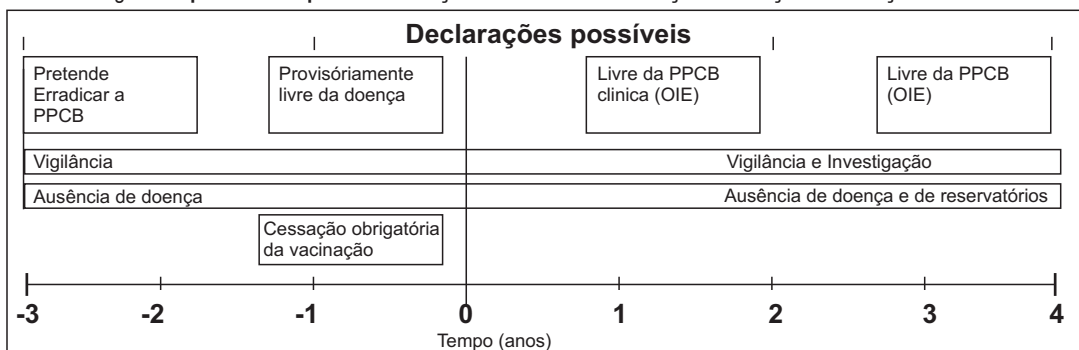 Declarações possíveis
Pretende
Erradicar a
PPCB
Provisóriamente
livre da doença
Livre da PPCB
clinica (OIE)
Livre da PPCB
(OIE)
Vigilância
Vigilância e Investigação
Ausência de doença
Ausência de doença e de reservatórios
Cessação obrigatória
da vacinação
-3 -2 -1 0 1 2 3 4
Tempo (anos)